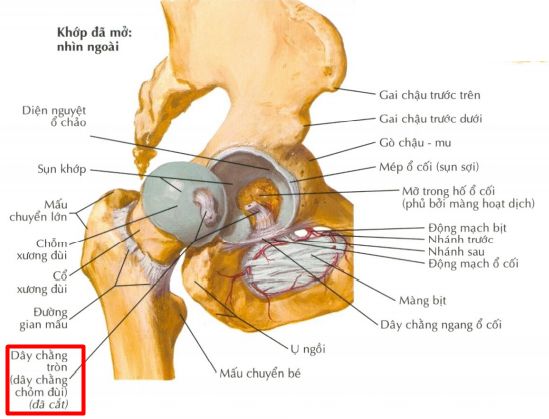 Khớp đã mở:
nhìn ngoài
Diện nguyệt
ổ chảo
Sụn khớp
Mấu
chuyển lớn
Chỏm
xương đùi
Cổ
xương đùi
Đường
gian mấu
Dây chằng
tròn
(dây chằng
chỏm đùi)
(đã cắt)
Gai chậu trước trên
Gai chậu trước dưới
Gò chậu - mu
Mép ổ cối (sụn sợi)
Mỡ trong hố ổ cối
(phủ bởi màng hoạt dịch)
Động mạch bịt
Nhánh trước
Nhánh sau
Động mạch ổ cối
Màng bịt
Dây chằng ngang ổ cối
Ụ ngồi
Mấu chuyển bé